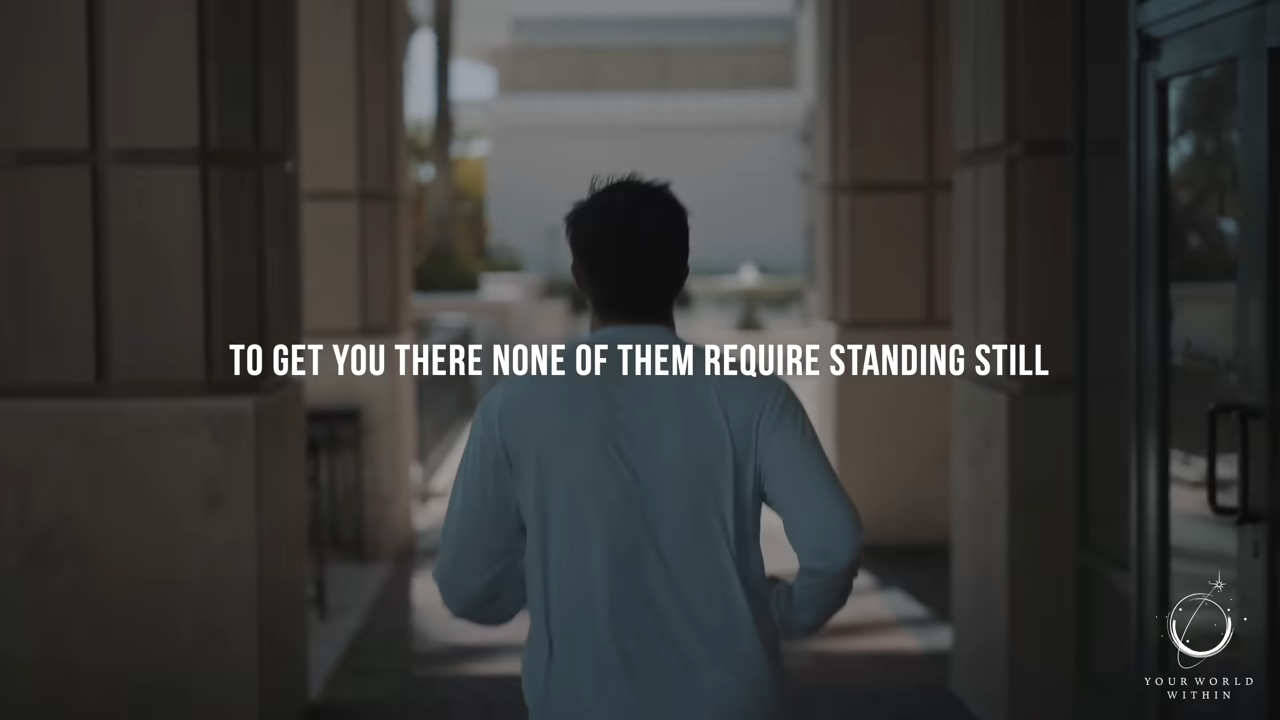 TO GET YOU THERE NONE OF THEM REQUIRE STANDING STILL
YOUR WORLD
WITHIN